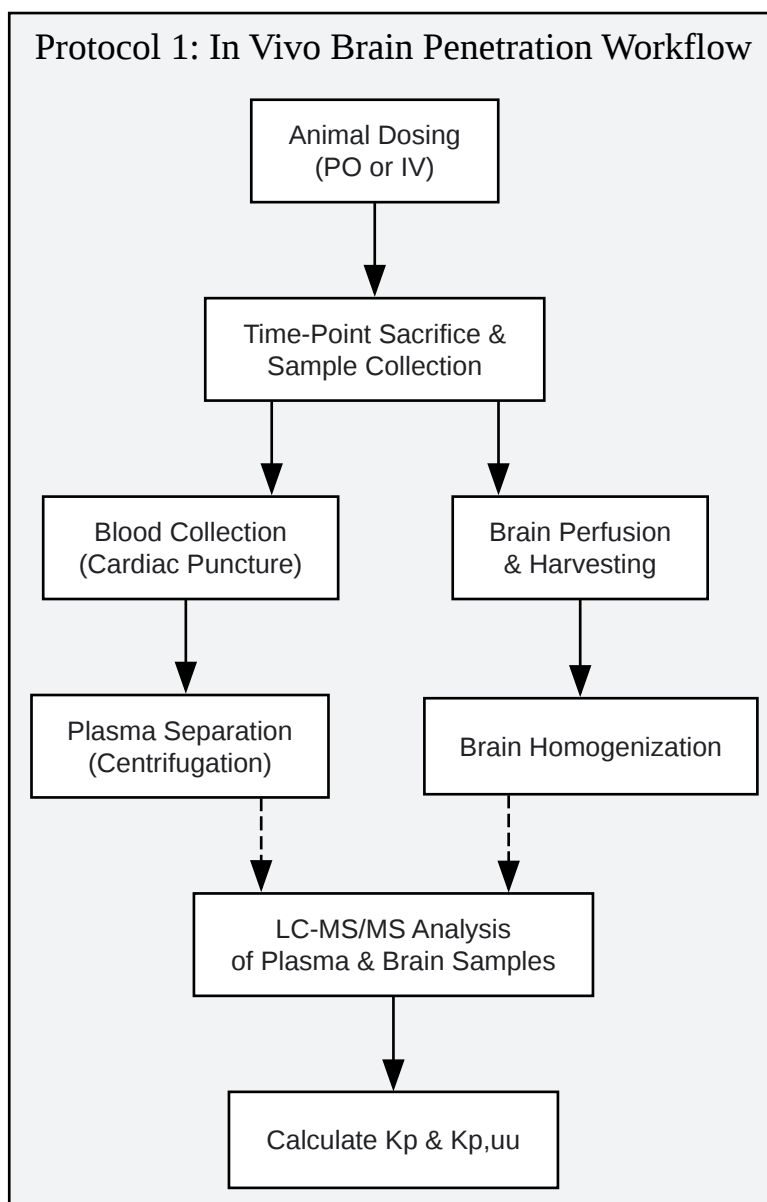 Protocol 1: In Vivo Brain Penetration Workflow
Animal Dosing
(PO or IV)
Time-Point Sacrifice &
Sample Collection
Blood Collection
(Cardiac Puncture)
Brain Perfusion
& Harvesting
Plasma Separation
(Centrifugation)
Brain Homogenization
LC-MS/MS Analysis
of Plasma & Brain Samples
Calculate Kp & Kp,uu